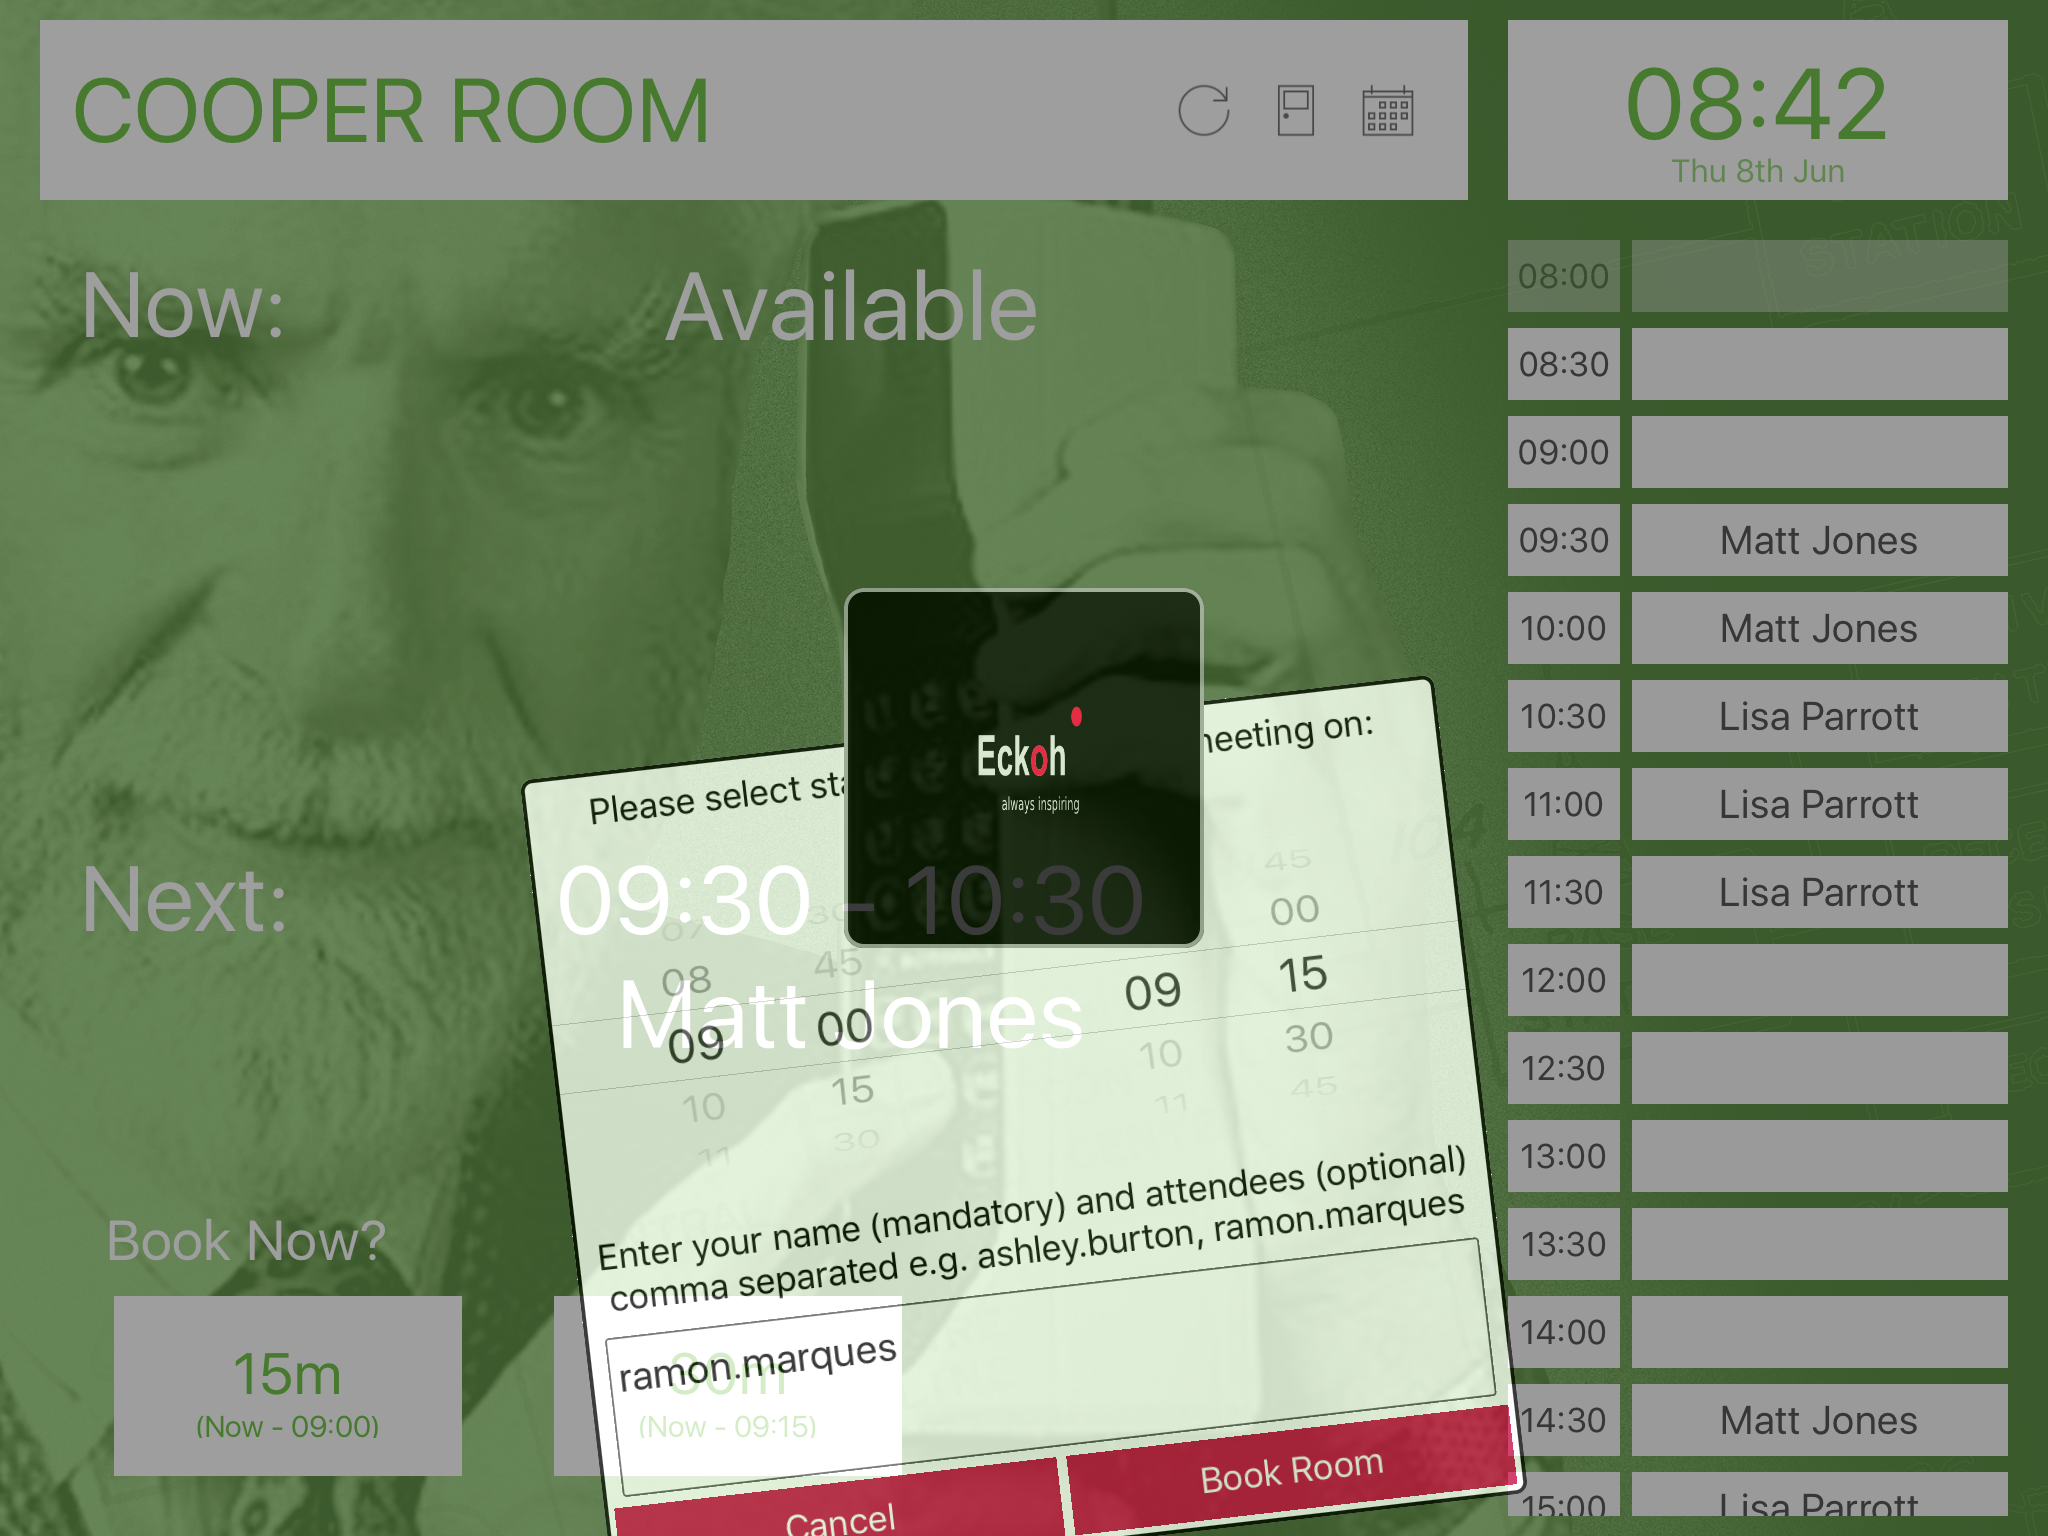 COOPER ROOM
08:42
Thu 8th Jun
Now:
Available
08:00
08:30
09:00
09:30 Matt Jones
10:00 Matt Jones
10:30 Lisa Parrott
11:00 Lisa Parrott
11:30 Lisa Parrott
12:00
12:30
13:00
13:30
14:00
14:30 Matt Jones
15:00 Lisa Parrott
Eckoh
always inspiring
Please select
meeting on:
Next:
09:30 - 10:30
Matt Jones
07 30 45
08 45 00
09 00 09 15
10 15 10 30
11 30 11 45
Enter your name (mandatory) and attendees (optional)
comma separated e.g. ashley.burton, ramon.marques
ramon.marques
Cancel
Book Room
Book Now?
15m
(Now - 09:00)
30m
(Now - 09:15)